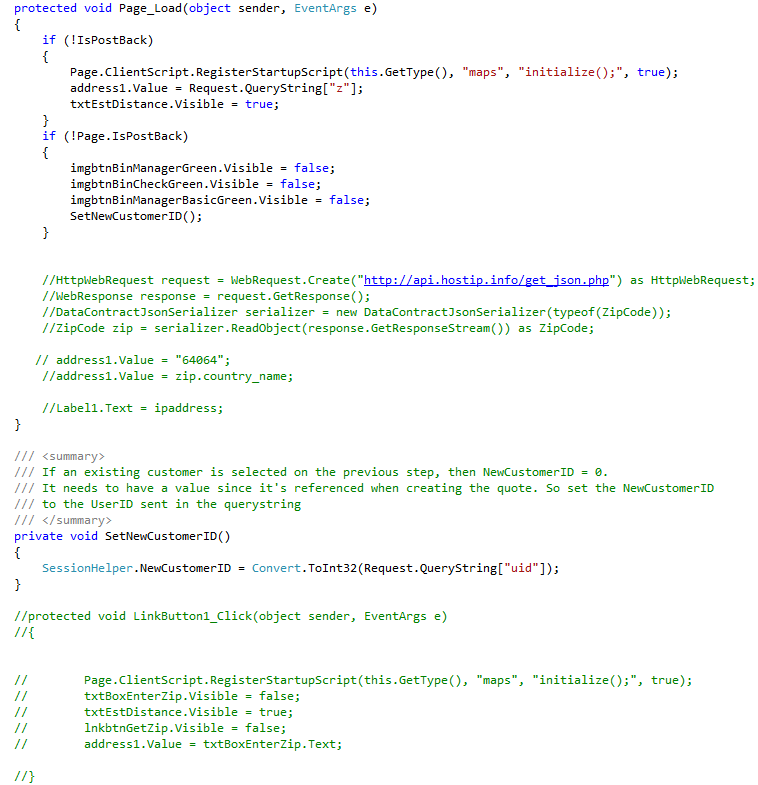 protected void Page_Load(object sender, EventArgs e)
{
    if (!IsPostBack)
    {
        Page.ClientScript.RegisterStartupScript(this.GetType(), "maps", "initialize();", true);
        address1.Value = Request.QueryString["z"];
        txtEstDistance.Visible = true;
    }
    if (!Page.IsPostBack)
    {
        imgbtnBinManagerGreen.Visible = false;
        imgbtnBinCheckGreen.Visible = false;
        imgbtnBinManagerBasicGreen.Visible = false;
        SetNewCustomerID();
    }

    //HttpWebRequest request = WebRequest.Create("http://api.hostip.info/get_json.php") as HttpWebRequest;
    //WebResponse response = request.GetResponse();
    //DataContractJsonSerializer serializer = new DataContractJsonSerializer(typeof(ZipCode));
    //ZipCode zip = serializer.ReadObject(response.GetResponseStream()) as ZipCode;

   // address1.Value = "64064";
    //address1.Value = zip.country_name;

    //Label1.Text = ipaddress;
}

/// <summary>
/// If an existing customer is selected on the previous step, then NewCustomerID = 0.
/// It needs to have a value since it's referenced when creating the quote. So set the NewCustomerID
/// to the UserID sent in the querystring
/// </summary>
private void SetNewCustomerID()
{
    SessionHelper.NewCustomerID = Convert.ToInt32(Request.QueryString["uid"]);
}

//protected void LinkButton1_Click(object sender, EventArgs e)
//{

//        Page.ClientScript.RegisterStartupScript(this.GetType(), "maps", "initialize();", true);
//        txtBoxEnterZip.Visible = false;
//        txtEstDistance.Visible = true;
//        lnkbtnGetZip.Visible = false;
//        address1.Value = txtBoxEnterZip.Text;

//}